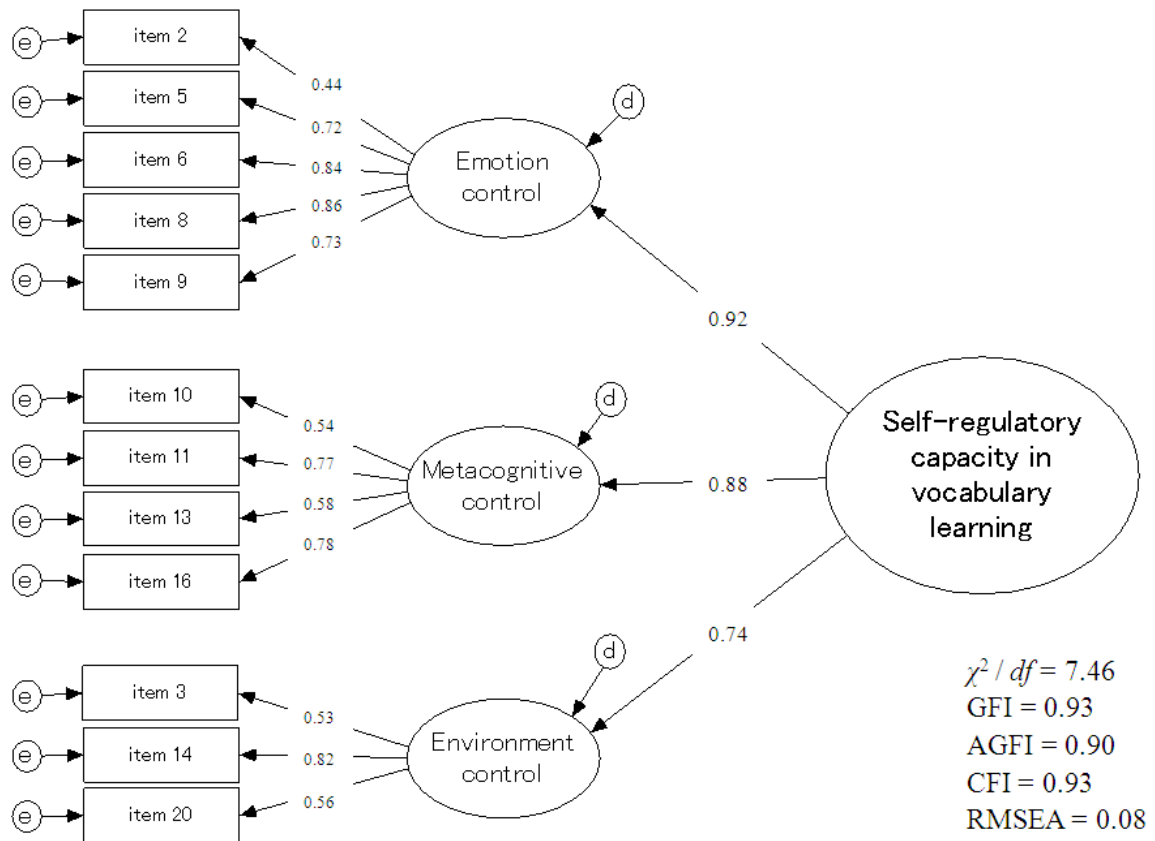 e
item 2
e
item 5
e
item 6
e
item 8
e
item 9
0.44
0.72
0.84
0.86
0.73
d
Emotion
control
0.92
e
item 10
e
item 11
e
item 13
e
item 16
0.54
0.77
0.58
0.78
d
Metacognitive
control
0.88
e
item 3
e
item 14
e
item 20
0.53
0.82
0.56
d
Environment
control
0.74
Self-regulatory
capacity in
vocabulary
learning
χ² / df = 7.46
GFI = 0.93
AGFI = 0.90
CFI = 0.93
RMSEA = 0.08